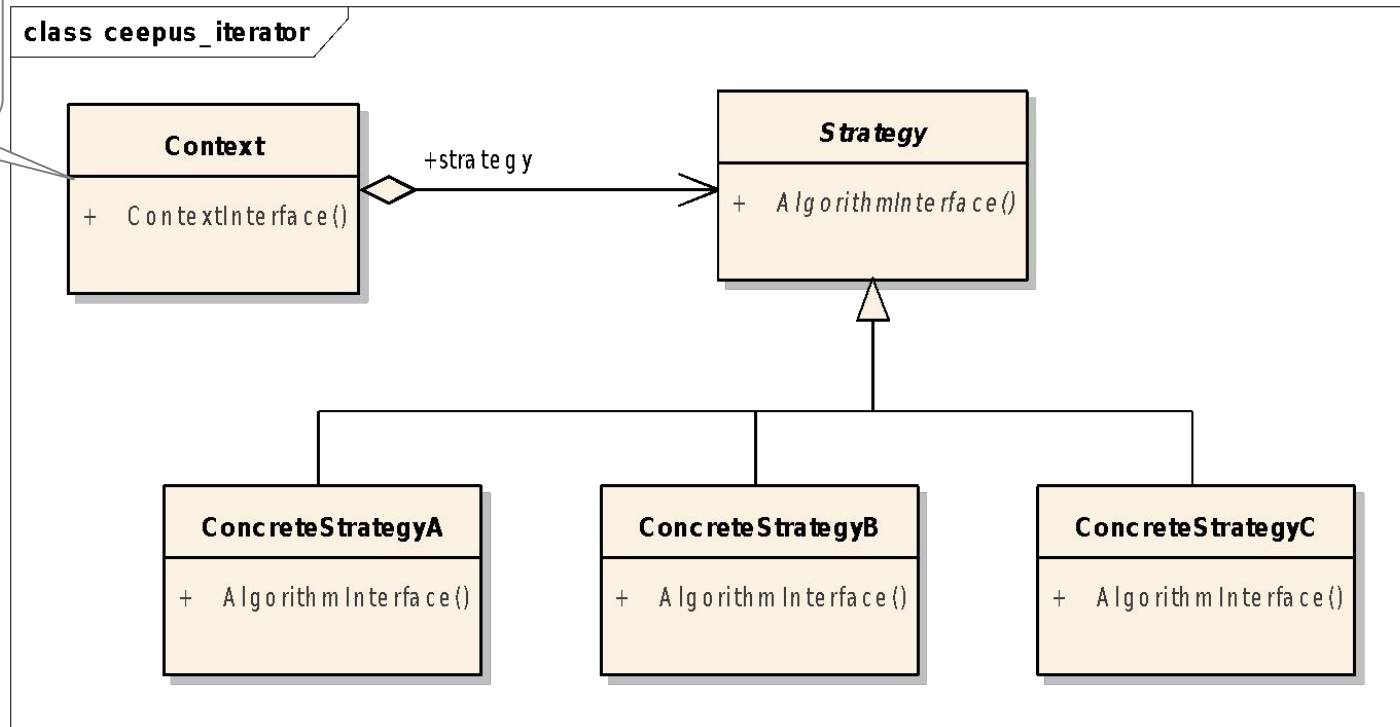 class ceepus_iterator
Context
+ ContextInterface()
+strategy
Strategy
+ AlgorithmInterface()
ConcreteStrategyA
+ AlgorithmInterface()
ConcreteStrategyB
+ AlgorithmInterface()
ConcreteStrategyC
+ AlgorithmInterface()